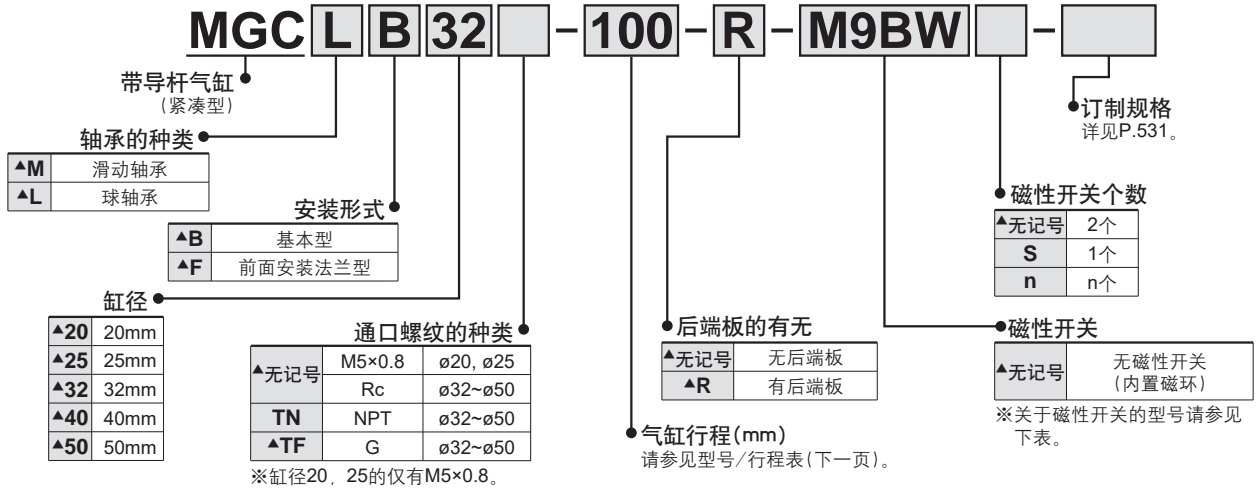 MGC L B 32 - 100 - R - M9BW -
带导杆气缸
(紧凑型)
轴承的种类
▲M 滑动轴承
▲L 球轴承
安装形式
▲B 基本型
▲F 前面安装法兰型
缸径
▲20 20mm
▲25 25mm
▲32 32mm
▲40 40mm
▲50 50mm
通口螺纹的种类
▲无记号 M5×0.8 ø20, ø25
Rc ø32~ø50
TN NPT ø32~ø50
▲TF G ø32~ø50
※缸径20，25的仅有M5×0.8。
气缸行程(mm)
请参见型号/行程表(下一页)。
后端板的有无
▲无记号 无后端板
▲R 有后端板
磁性开关
▲无记号 无磁性开关
(内置磁环)
※关于磁性开关的型号请参见
下表。
磁性开关个数
▲无记号 2个
S 1个
n n个
订制规格
详见P.531。